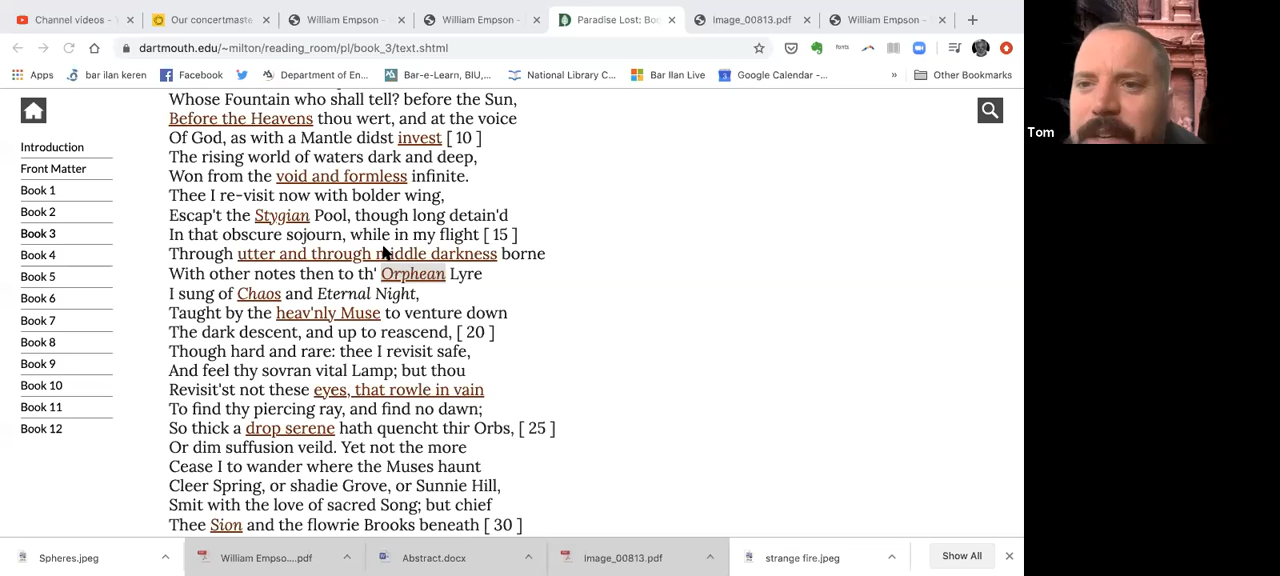 Channel videos -
Our concertmaste
William Empson -
William Empson -
Paradise Lost: Boo
Image_00813.pdf
William Empson -
dartmouth.edu/~milton/reading_room/pl/book_3/text.shtml
fonts
Apps
bar ilan keren
Facebook
Department of En...
Bar-e-Learn, BIU,...
National Library C...
Bar Ilan Live
Google Calendar -...
»
Other Bookmarks
Introduction
Front Matter
Book 1
Book 2
Book 3
Book 4
Book 5
Book 6
Book 7
Book 8
Book 9
Book 10
Book 11
Book 12
Whose Fountain who shall tell? before the Sun,
Before the Heavens thou wert, and at the voice
Of God, as with a Mantle didst invest [ 10 ]
The rising world of waters dark and deep,
Won from the void and formless infinite.
Thee I re-visit now with bolder wing,
Escap't the Stygian Pool, though long detain'd
In that obscure sojourn, while in my flight [ 15 ]
Through utter and through middle darkness borne
With other notes then to th' Orphean Lyre
I sung of Chaos and Eternal Night,
Taught by the heav'nly Muse to venture down
The dark descent, and up to reascend, [ 20 ]
Though hard and rare: thee I revisit safe,
And feel thy sovran vital Lamp; but thou
Revisit'st not these eyes, that rowle in vain
To find thy piercing ray, and find no dawn;
So thick a drop serene hath quencht thir Orbs, [ 25 ]
Or dim suffusion veild. Yet not the more
Cease I to wander where the Muses haunt
Cleer Spring, or shadie Grove, or Sunnie Hill,
Smit with the love of sacred Song; but chief
Thee Sion and the flowrie Brooks beneath [ 30 ]
Tom
Spheres.jpeg
William Empso....pdf
Abstract.docx
Image_00813.pdf
strange fire.jpeg
Show All